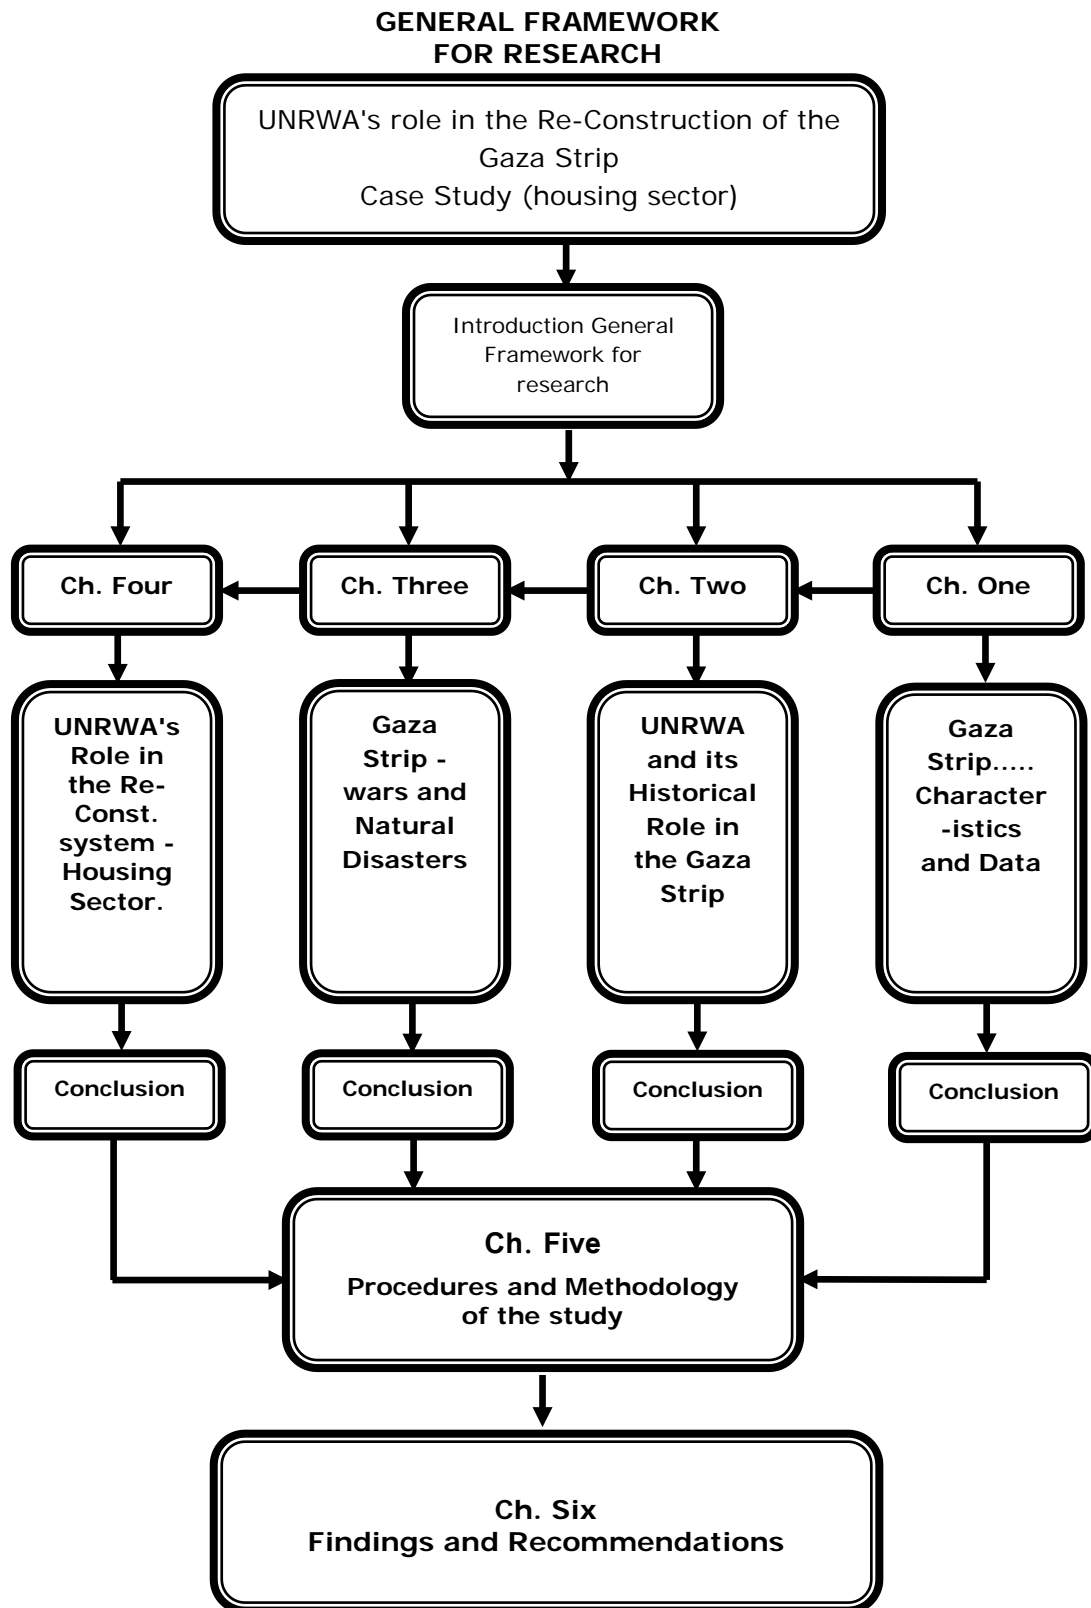 GENERAL FRAMEWORK
FOR RESEARCH
UNRWA's role in the Re-Construction of the
Gaza Strip
Case Study (housing sector)
Introduction General
Framework for
research
Ch. Four
Ch. Three
Ch. Two
Ch. One
UNRWA's
Role in
the Re-
Const.
system -
Housing
Sector.
Gaza
Strip -
wars and
Natural
Disasters
UNRWA
and its
Historical
Role in
the Gaza
Strip
Gaza
Strip.....
Character
-istics
and Data
Conclusion
Conclusion
Conclusion
Conclusion
Ch. Five
Procedures and Methodology
of the study
Ch. Six
Findings and Recommendations